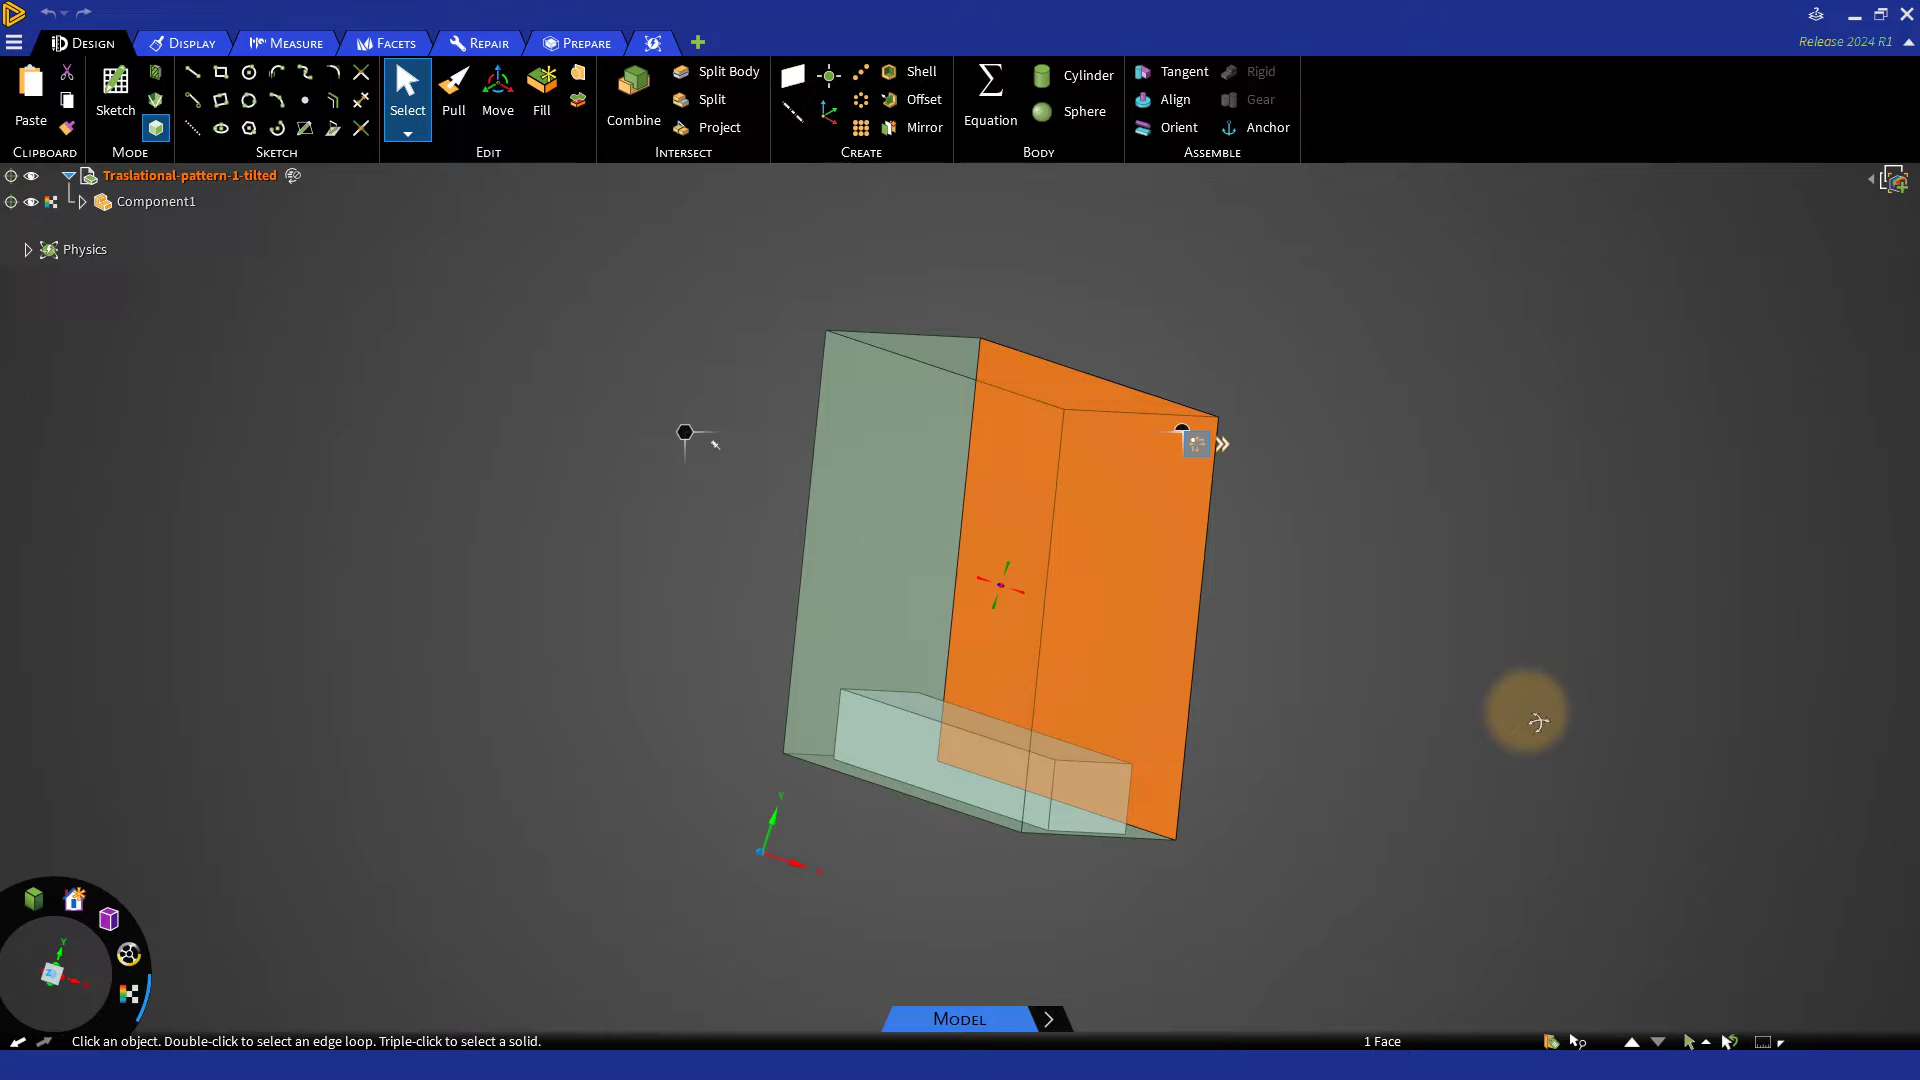 Design
Display
Measure
Facets
Repair
Prepare
Release 2024 R1
Paste
Sketch
Select
Pull
Move
Fill
Combine
Split Body
Split
Project
Shell
Offset
Mirror
Equation
Cylinder
Sphere
Tangent
Align
Orient
Rigid
Gear
Anchor
Clipboard
Mode
Sketch
Edit
Intersect
Create
Body
Assemble
Traslational-pattern-1-tilted
Component1
Physics
Y
X
Y
Z
X
Model
Click an object. Double-click to select an edge loop. Triple-click to select a solid.
1 Face